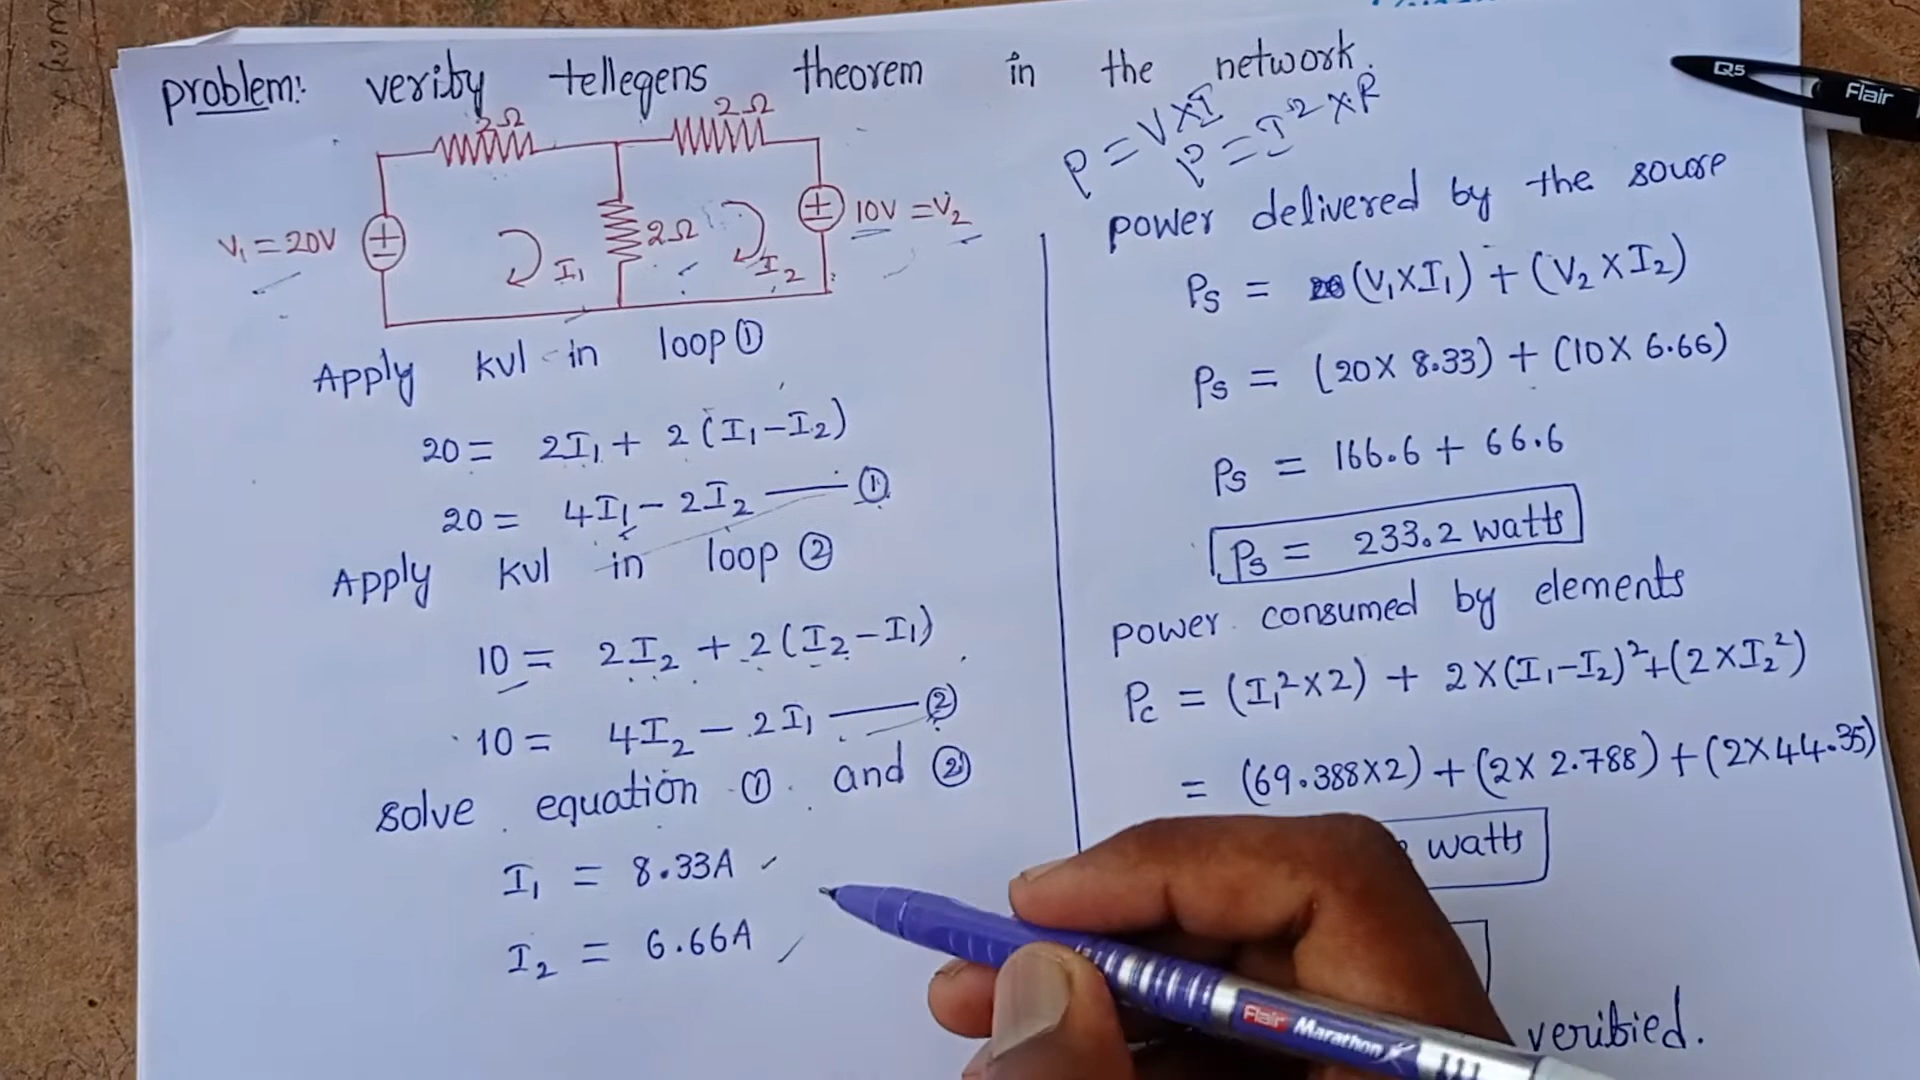 problem: verify tellegens theorem in the network.
2Ω 2Ω
V₁ = 20V 2Ω 10V = V₂
I₁ I₂
Apply kvl in loop ①
20 = 2I₁ + 2(I₁-I₂)
20 = 4I₁ - 2I₂ —— ①
Apply kvl in loop ②
10 = 2I₂ + 2(I₂-I₁)
10 = 4I₂ - 2I₁ —— ②
solve equation ① and ②
I₁ = 8.33A
I₂ = 6.66A
P = V×I
P = I²×R
power delivered by the sourse
Ps = (V₁×I₁) + (V₂×I₂)
Ps = (20×8.33) + (10×6.66)
Ps = 166.6 + 66.6
Ps = 233.2 watts
power consumed by elements
Pc = (I₁²×2) + 2×(I₁-I₂)²+(2×I₂²)
= (69.388×2)+(2×2.788)+(2×44.35)
watts
verified.
Q5 Flair
Flair Marathon